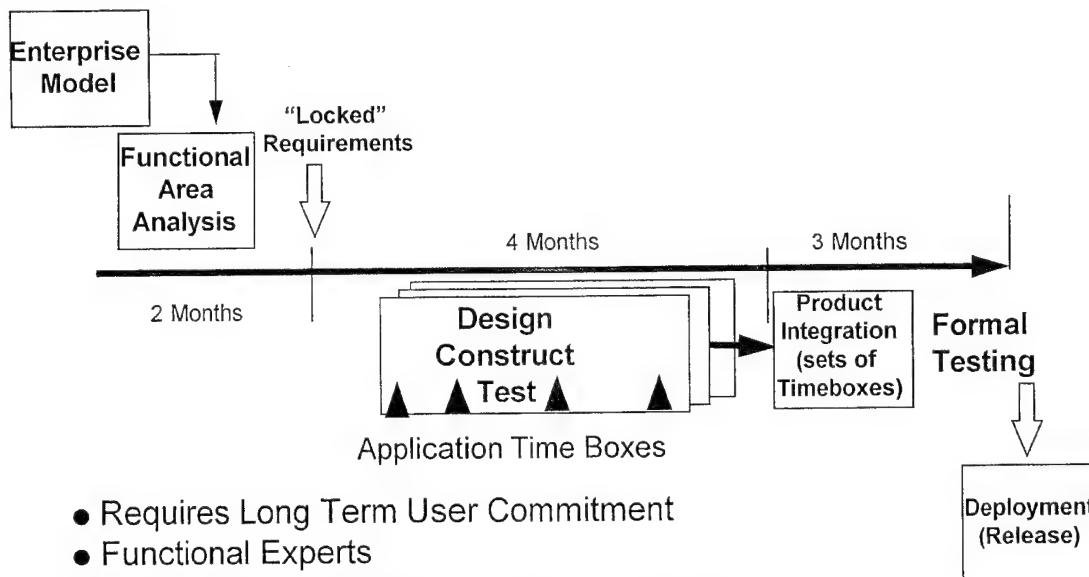 Enterprise
Model
Functional
Area
Analysis
“Locked”
Requirements
4 Months
3 Months
2 Months
Design
Construct
Test
Product
Integration
(sets of
Timeboxes)
Formal
Testing
Application Time Boxes
Deployment
(Release)
● Requires Long Term User Commitment
● Functional Experts